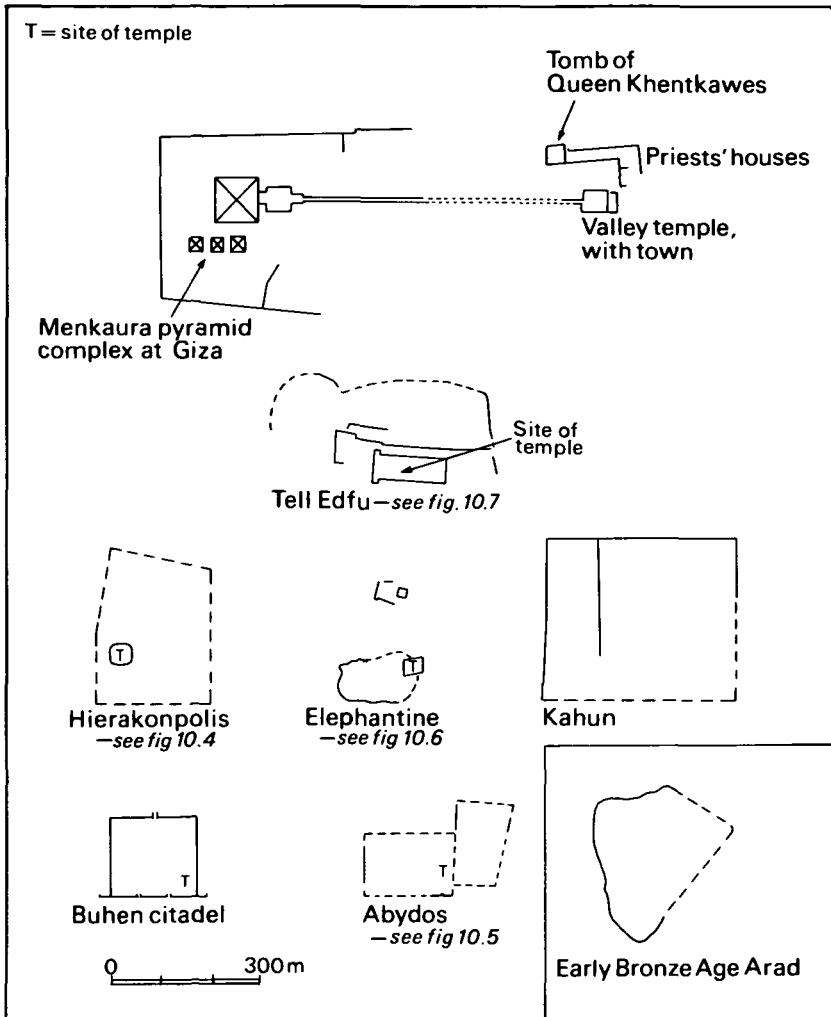 T = site of temple
Tomb of
Queen Khentkawes
Priests' houses
Valley temple,
with town
Menkaura pyramid
complex at Giza
Site of
temple
Tell Edfu—see fig. 10.7
T
Hierakonpolis
—see fig 10.4
T
Elephantine
—see fig 10.6
Kahun
T
Buhen citadel
T
Abydos
—see fig 10.5
Early Bronze Age Arad
0 300m